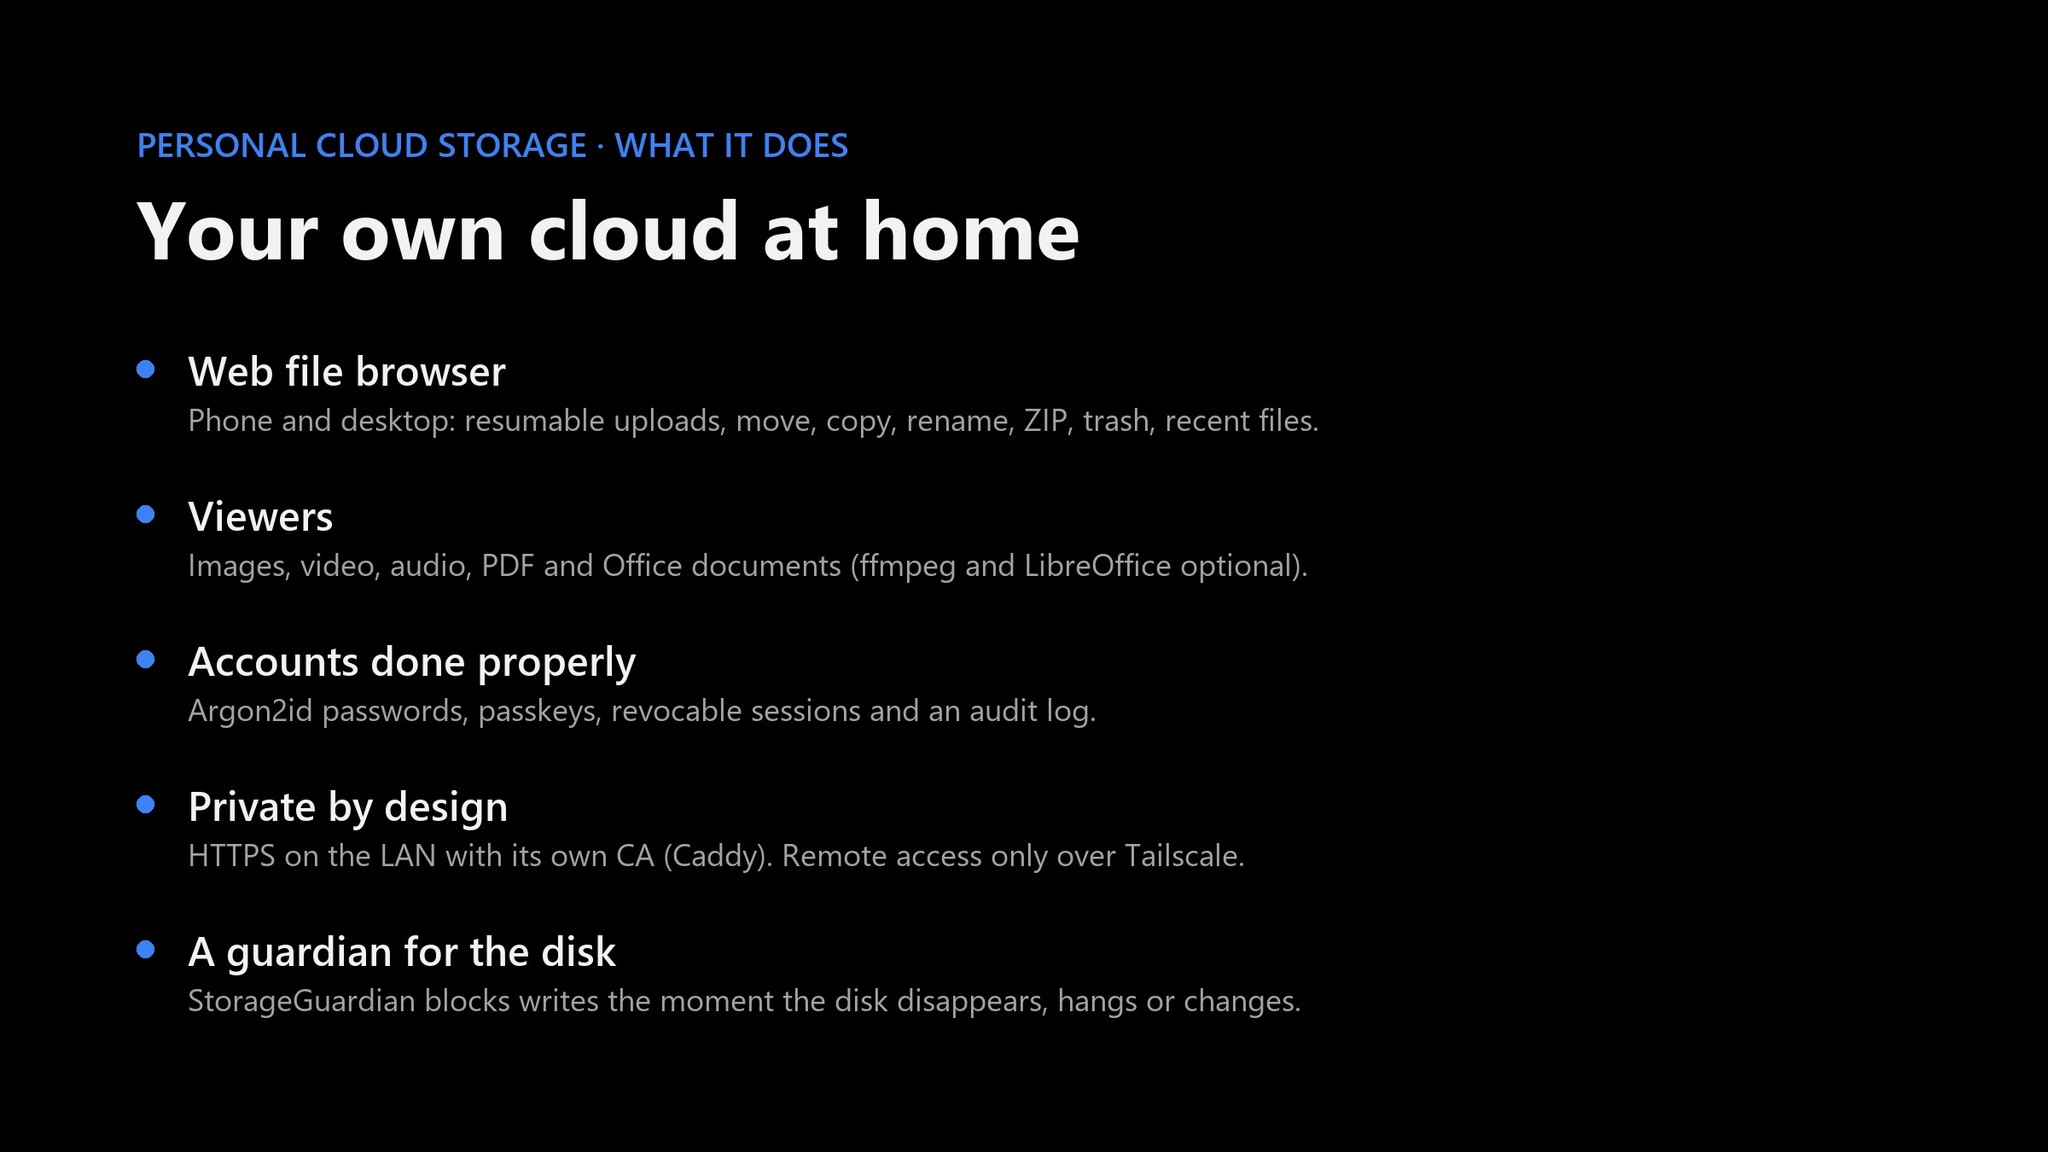 PERSONAL CLOUD STORAGE · WHAT IT DOES
Your own cloud at home
Web file browser
Phone and desktop: resumable uploads, move, copy, rename, ZIP, trash, recent files.
Viewers
Images, video, audio, PDF and Office documents (ffmpeg and LibreOffice optional).
Accounts done properly
Argon2id passwords, passkeys, revocable sessions and an audit log.
Private by design
HTTPS on the LAN with its own CA (Caddy). Remote access only over Tailscale.
A guardian for the disk
StorageGuardian blocks writes the moment the disk disappears, hangs or changes.